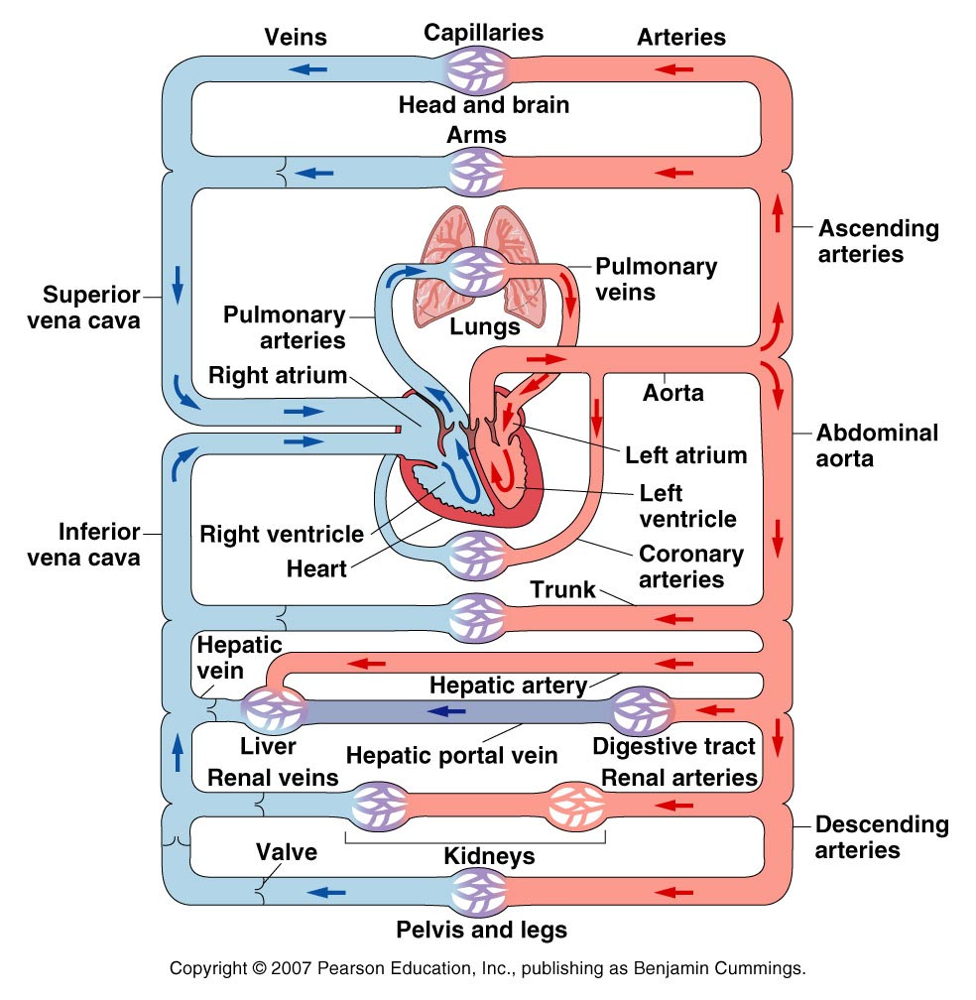 Veins
Capillaries
Arteries
Head and brain
Arms
Ascending
arteries
Pulmonary
veins
Superior
vena cava
Pulmonary
arteries
Lungs
Right atrium
Aorta
Abdominal
aorta
Left atrium
Left
ventricle
Inferior
vena cava
Right ventricle
Heart
Coronary
arteries
Trunk
Hepatic
vein
Hepatic artery
Liver
Hepatic portal vein
Digestive tract
Renal veins
Renal arteries
Descending
arteries
Valve
Kidneys
Pelvis and legs
Copyright © 2007 Pearson Education, Inc., publishing as Benjamin Cummings.